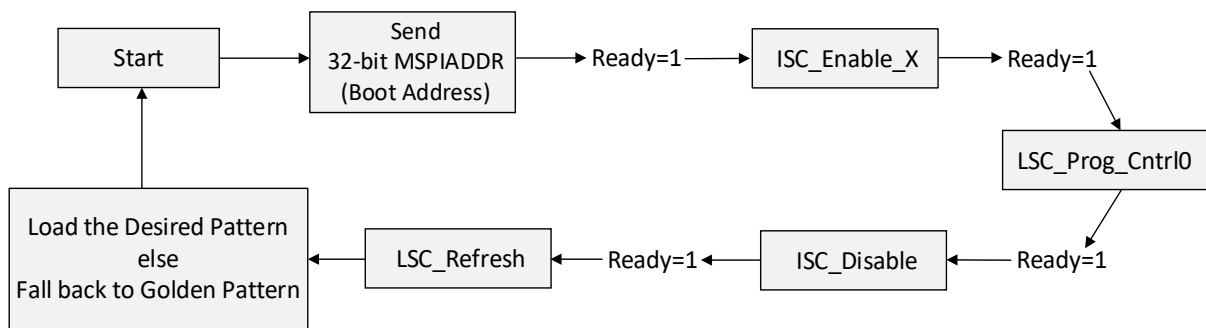 Start
Send
32-bit MSPIADDR
(Boot Address)
Ready=1
ISC_Enable_X
Ready=1
LSC_Prog_Cntrl0
Ready=1
ISC_Disable
Ready=1
LSC_Refresh
Load the Desired Pattern
else
Fall back to Golden Pattern